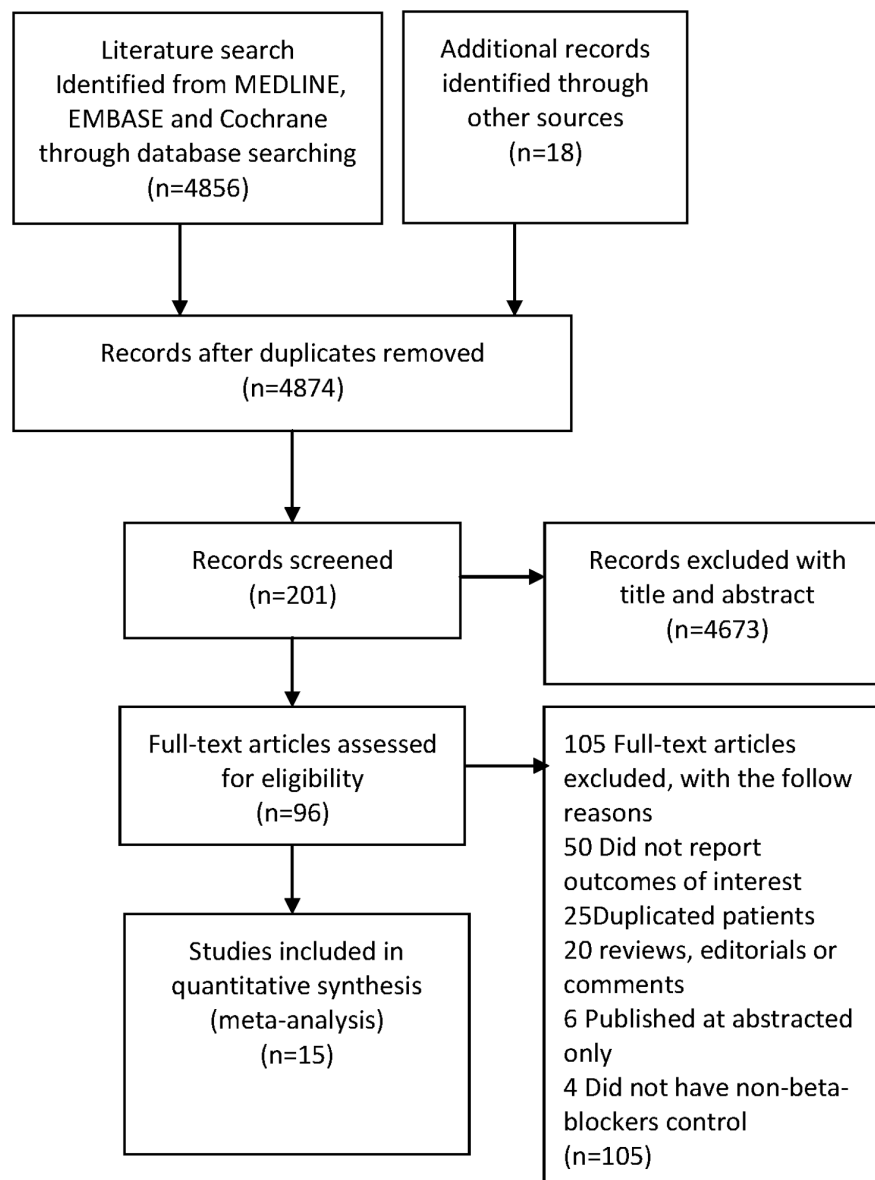 Literature search
Identified from MEDLINE,
EMBASE and Cochrane
through database searching
(n=4856)
Additional records
identified through
other sources
(n=18)
Records after duplicates removed
(n=4874)
Records screened
(n=201)
Records excluded with
title and abstract
(n=4673)
Full-text articles assessed
for eligibility
(n=96)
105 Full-text articles
excluded, with the follow
reasons
50 Did not report
outcomes of interest
25Duplicated patients
20 reviews, editorials or
comments
6 Published at abstracted
only
4 Did not have non-beta-
blockers control
(n=105)
Studies included in
quantitative synthesis
(meta-analysis)
(n=15)